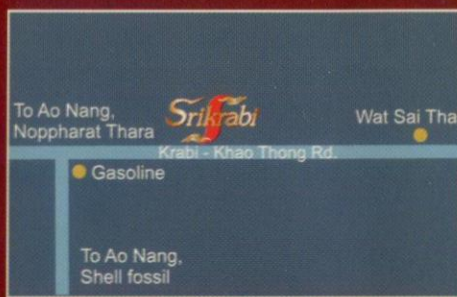 To Ao Nang,
Noppharat Thara
Srikrabi
Wat Sai Tha
Krabi - Khao Thong Rd.
Gasoline
To Ao Nang,
Shell fossil